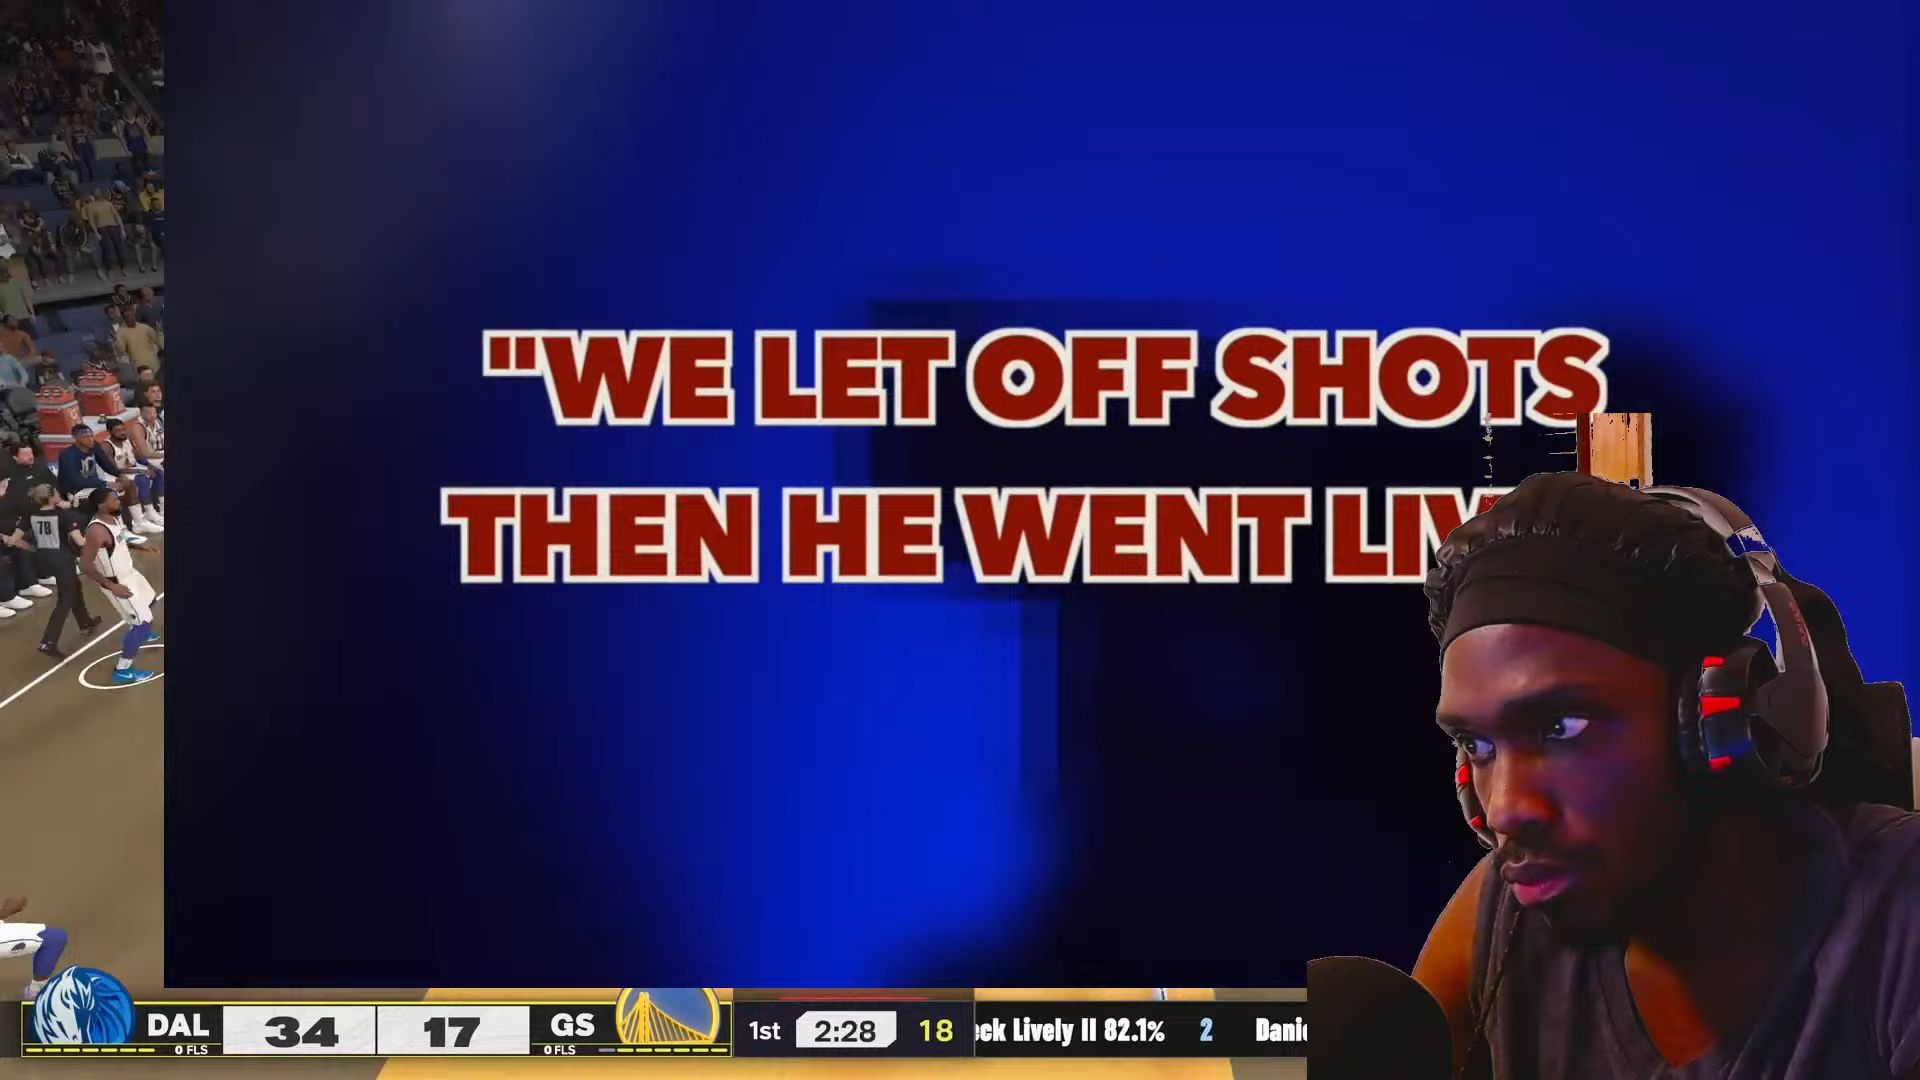 "WE LET OFF SHOTS
THEN HE WENT
78
DAL 34 17 GS 1st 2:28 18 Lively II 82.1% 2
0 FLS 0 FLS